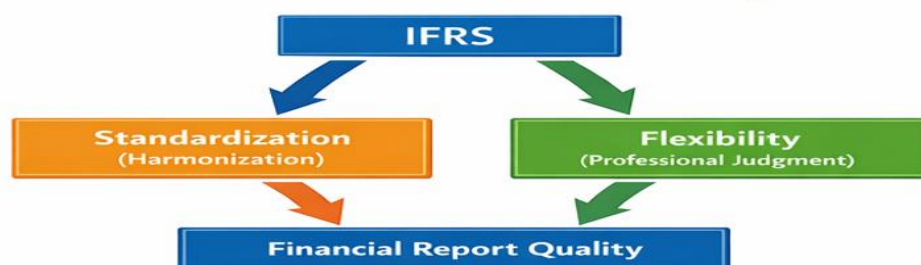 IFRS
Standardization
(Harmonization)
Flexibility
(Professional Judgment)
Financial Report Quality